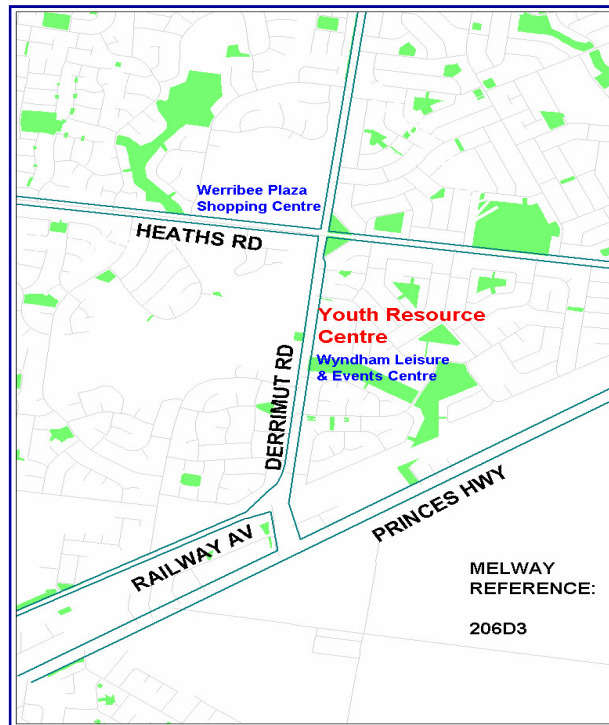 Werribee Plaza
Shopping Centre
HEATHS RD
Youth Resource
Centre
Wyndham Leisure
& Events Centre
DERRIMUT RD
PRINCES HWY
RAILWAY AV
MELWAY
REFERENCE:
206D3